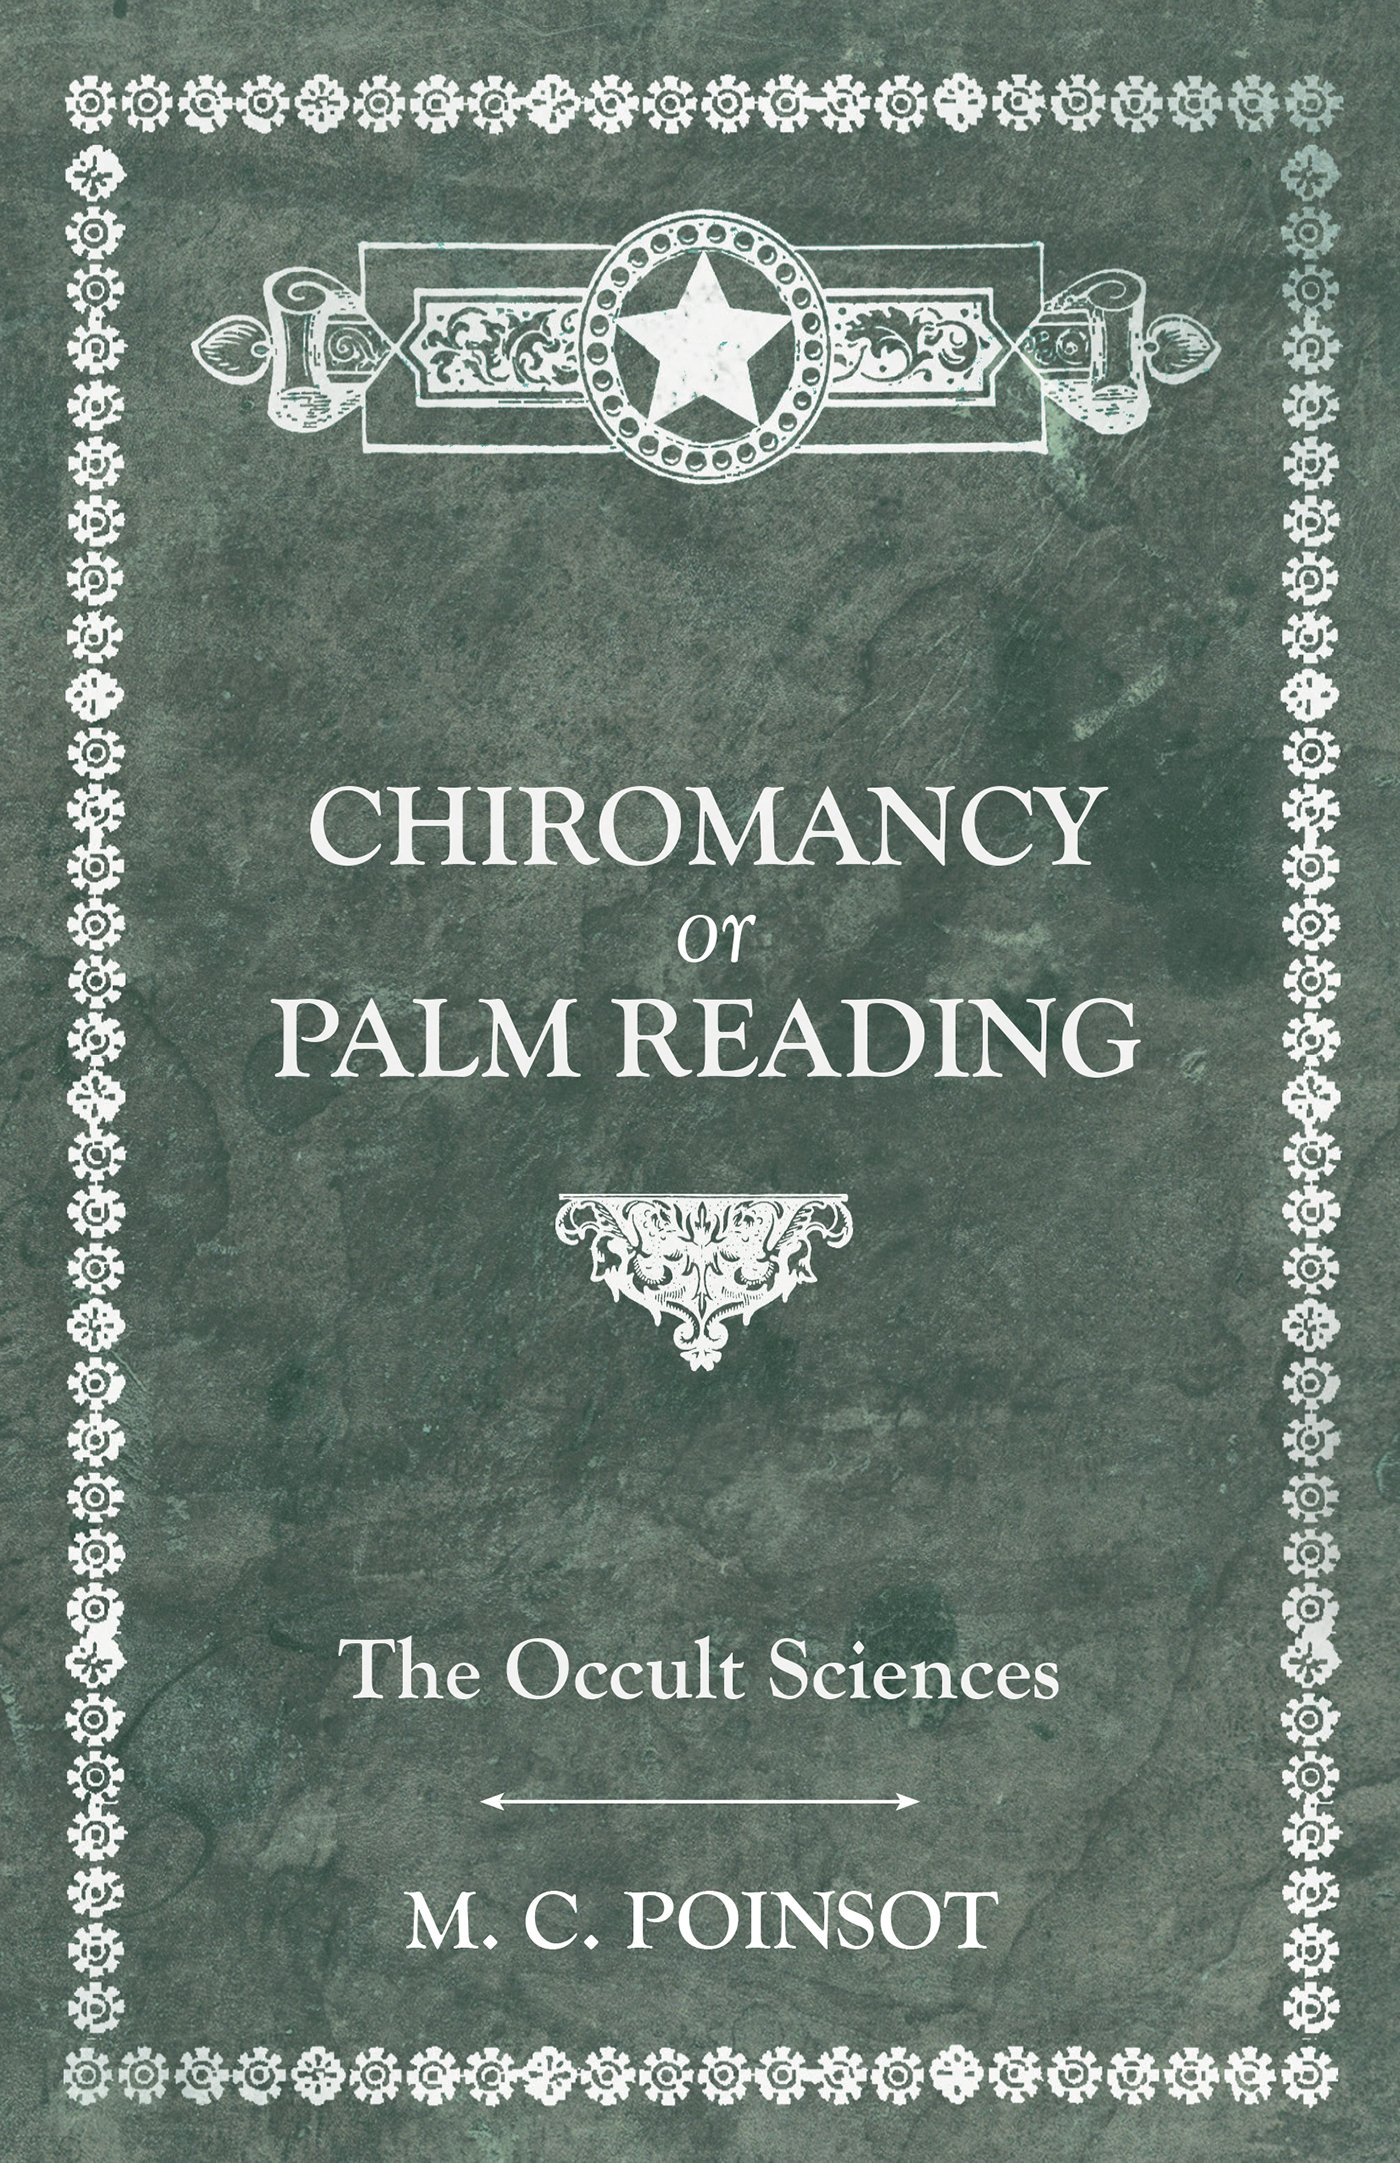 CHIROMANCY
or
PALM READING
The Occult Sciences
M. C. POINSOT